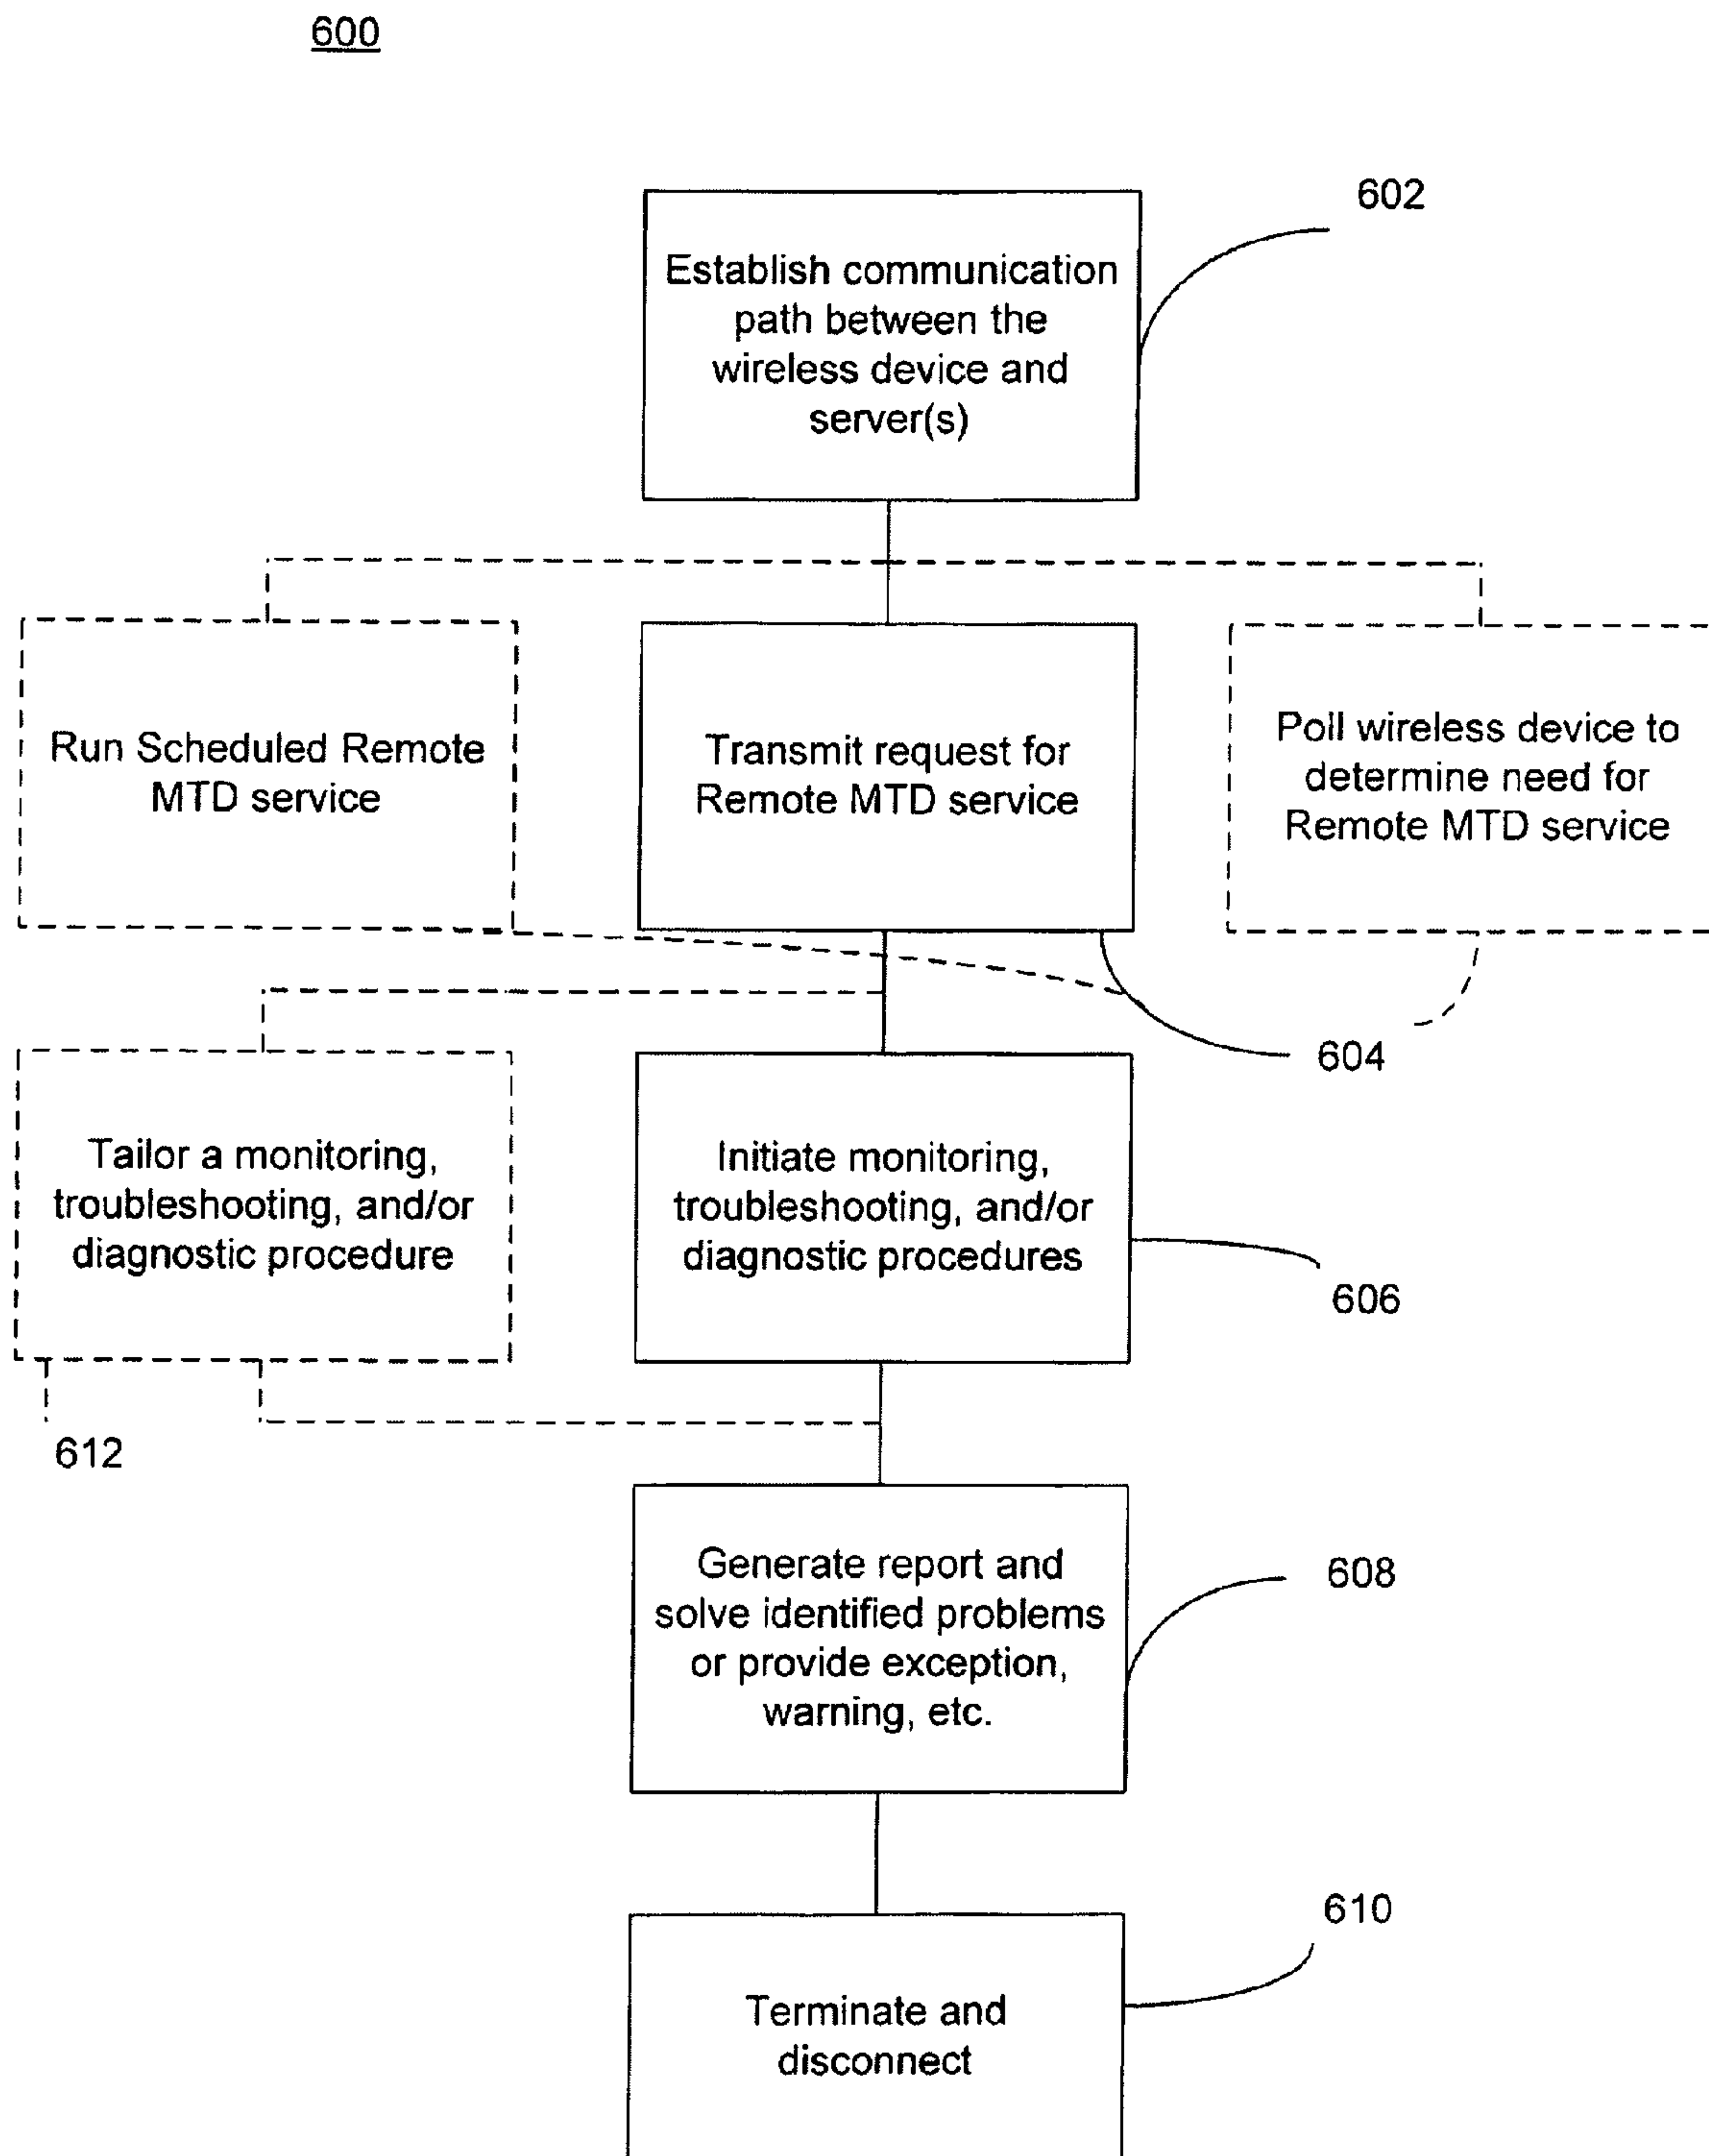 600
602
Establish communication
path between the
wireless device and
server(s)
Run Scheduled Remote
MTD service
Transmit request for
Remote MTD service
Poll wireless device to
determine need for
Remote MTD service
604
Tailor a monitoring,
troubleshooting, and/or
diagnostic procedure
Initiate monitoring,
troubleshooting, and/or
diagnostic procedures
606
612
Generate report and
solve identified problems
or provide exception,
warning, etc.
608
610
Terminate and
disconnect